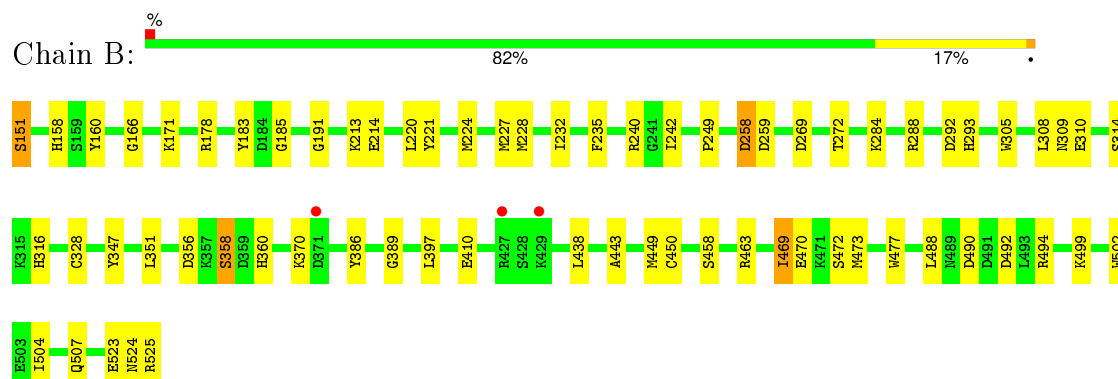 %
Chain B:
82% 17% •
S151 H158 S159 Y160 G166 K171 R178 Y183 D184 G185 G191 K213 E214 L220 Y221 M224 M227 M228 I232 F235 R240 G241 I242 P249 D258 D259 D269 T272 K284 R288 D292 H293 W305 L308 N309 E310 S314
K315 H316 C328 Y347 L351 D356 K357 S358 D359 H360 K370 D371 Y386 G389 L397 E410 R427 S428 K429 L438 A443 M449 C450 S458 R463 I469 E470 K471 S472 M473 W477 L488 N489 D490 D491 D492 L493 R494 K499 W502
E503 I504 Q507 E523 N524 R525